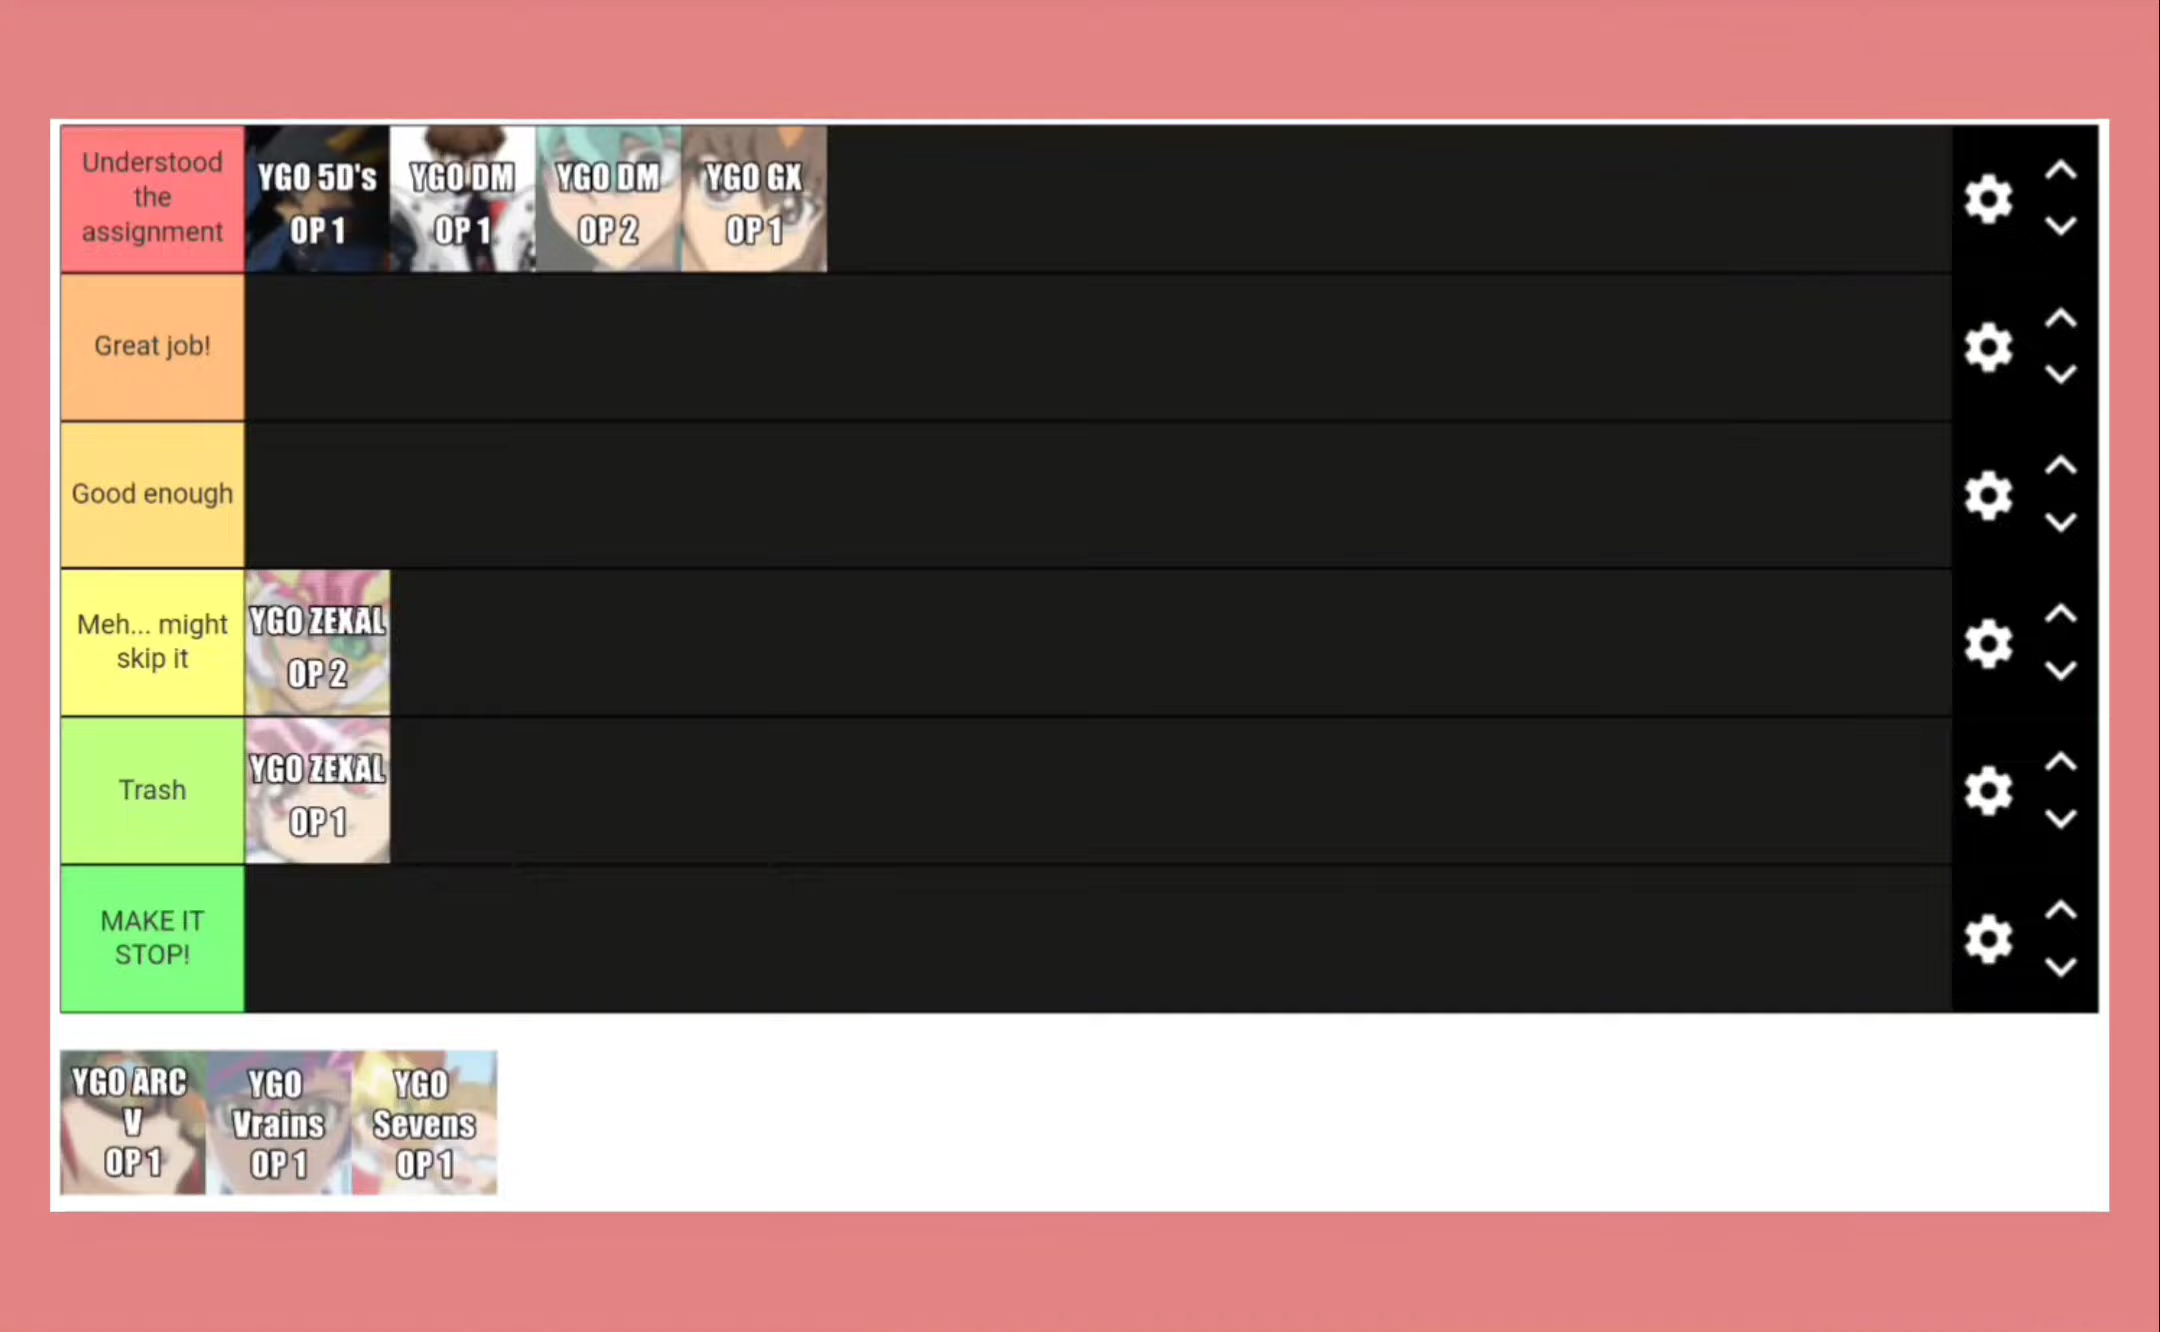 Understood
the
assignment
YGO 5D's
OP 1
YGO DM
OP 1
YGO DM
OP 2
YGO GX
OP 1
Great job!
Good enough
Meh... might
skip it
YGO ZEXAL
OP 2
Trash
YGO ZEXAL
OP 1
MAKE IT
STOP!
YGO ARC
V
OP 1
YGO
Vrains
OP 1
YGO
Sevens
OP 1